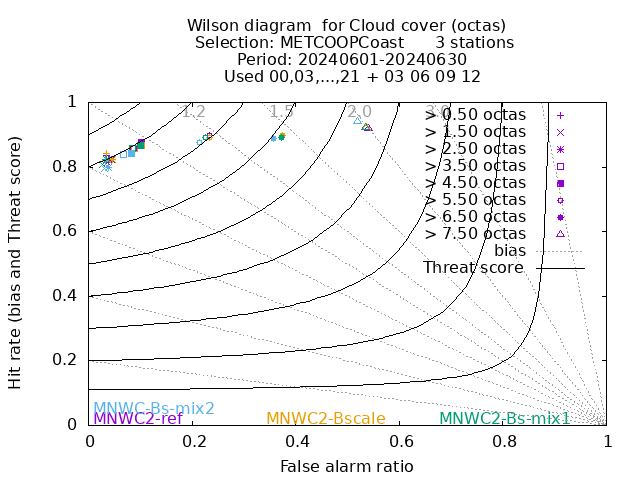 Wilson diagram  for Cloud cover (octas)
Selection: METCOOPCoast      3 stations
Period: 20240601-20240630
Used 00,03,...,21 + 03 06 09 12
1.2 1.5 2.0 3.0
> 0.50 octas
> 1.50 octas
> 2.50 octas
> 3.50 octas
> 4.50 octas
> 5.50 octas
> 6.50 octas
> 7.50 octas
bias
Threat score
1
0.8
0.6
0.4
0.2
0
Hit rate (bias and Threat score)
MNWC-Bs-mix2
MNWC2-ref MNWC2-Bscale MNWC2-Bs-mix1
0 0.2 0.4 0.6 0.8 1
False alarm ratio